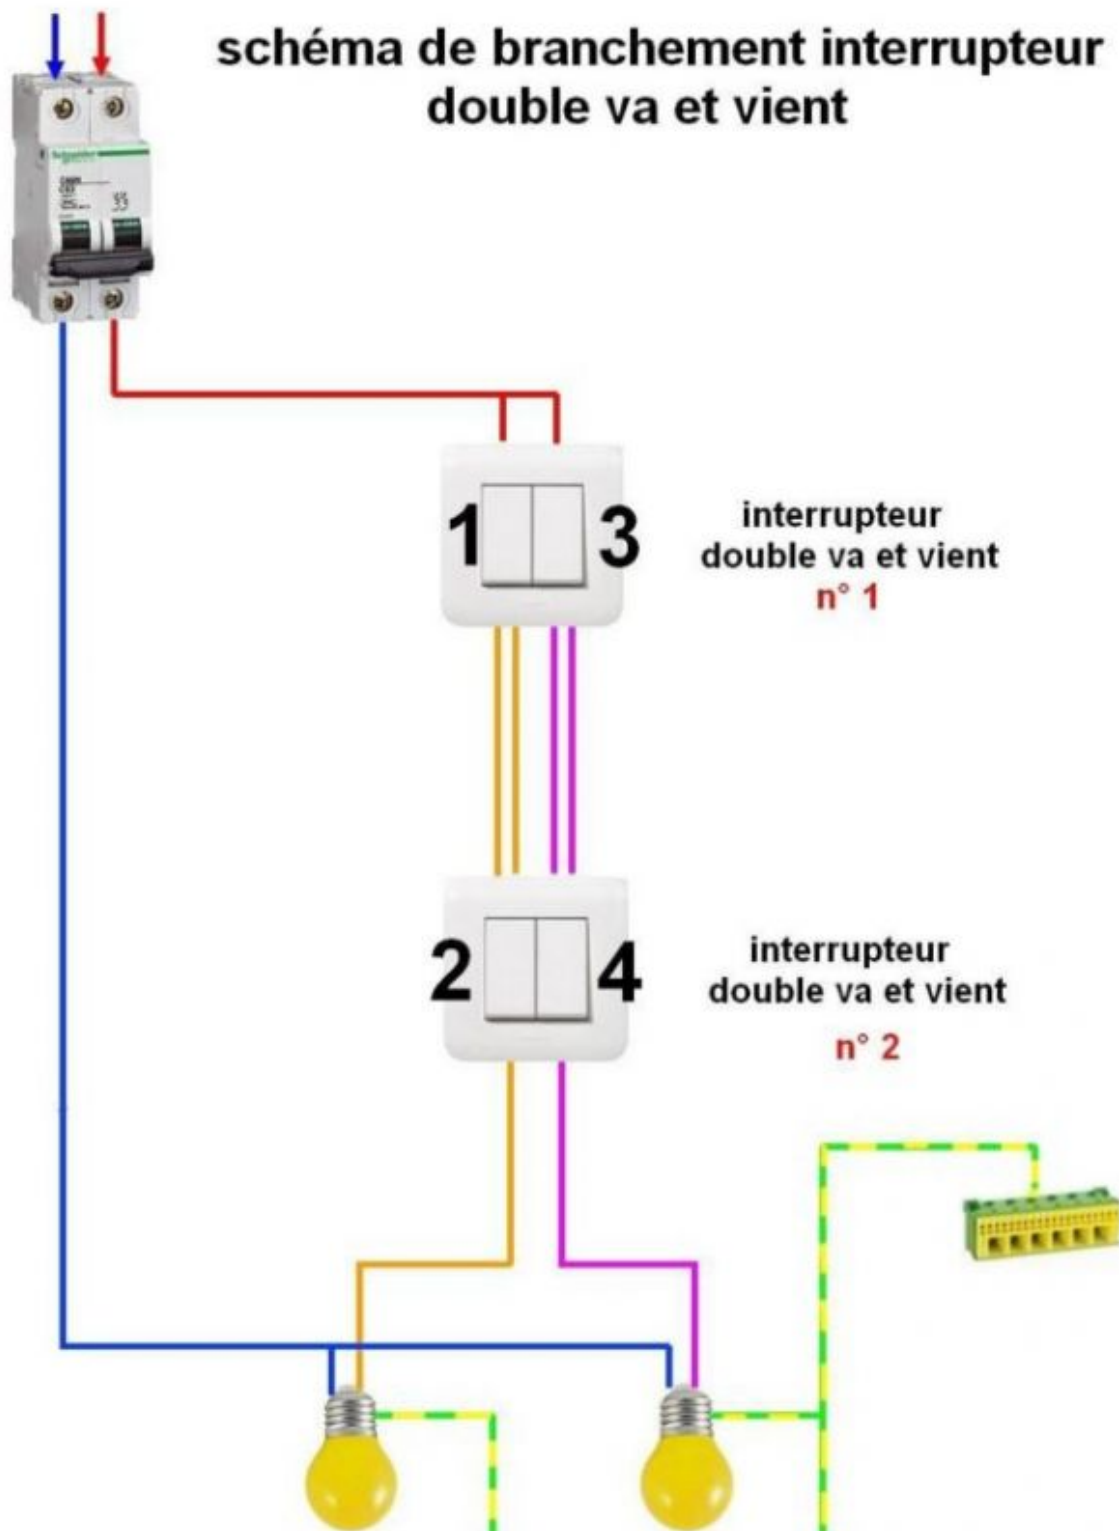 schéma de branchement interrupteur
double va et vient
Schneider
1
3
interrupteur
double va et vient
n° 1
2
4
interrupteur
double va et vient
n° 2